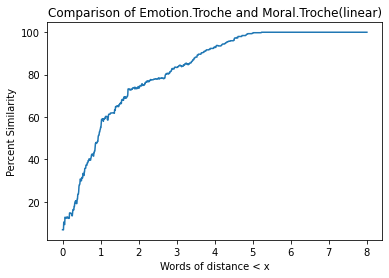 Comparison of Emotion.Troche and Moral.Troche(linear)
100
80
60
40
20
Percent Similarity
0 1 2 3 4 5 6 7 8
Words of distance < x